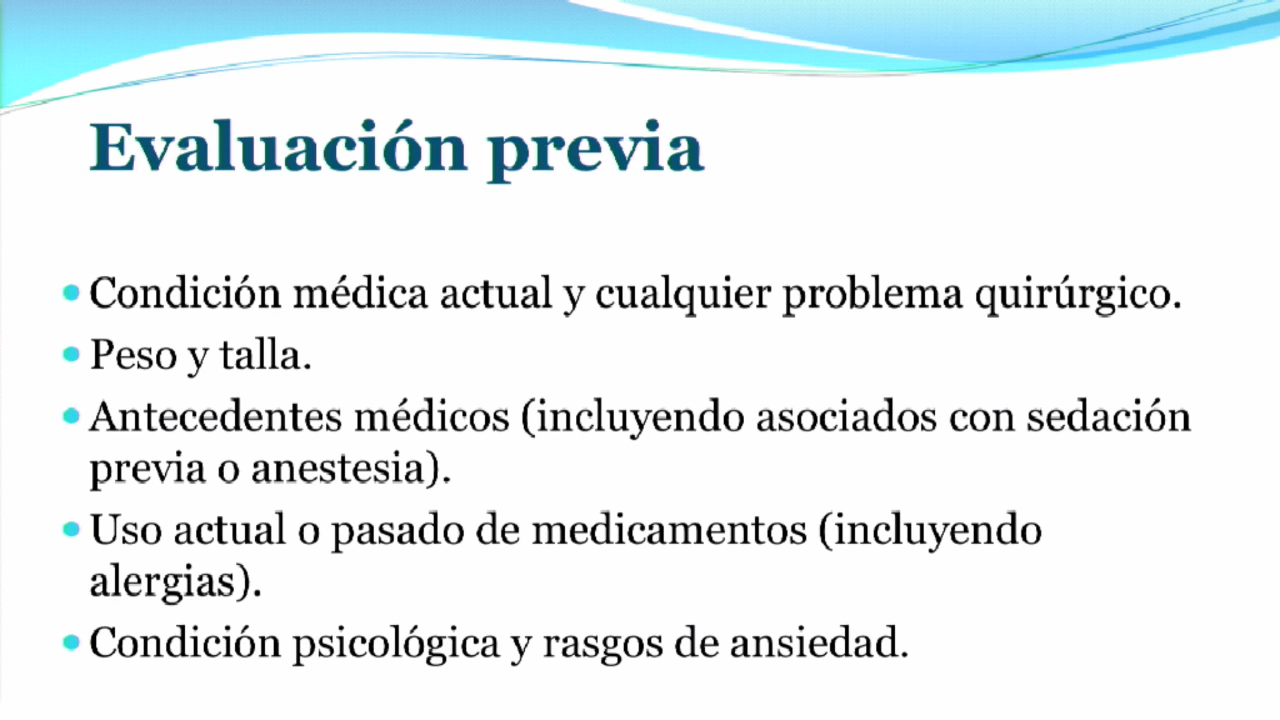 Evaluación previa
• Condición médica actual y cualquier problema quirúrgico.
• Peso y talla.
• Antecedentes médicos (incluyendo asociados con sedación
previa o anestesia).
• Uso actual o pasado de medicamentos (incluyendo
alergias).
• Condición psicológica y rasgos de ansiedad.